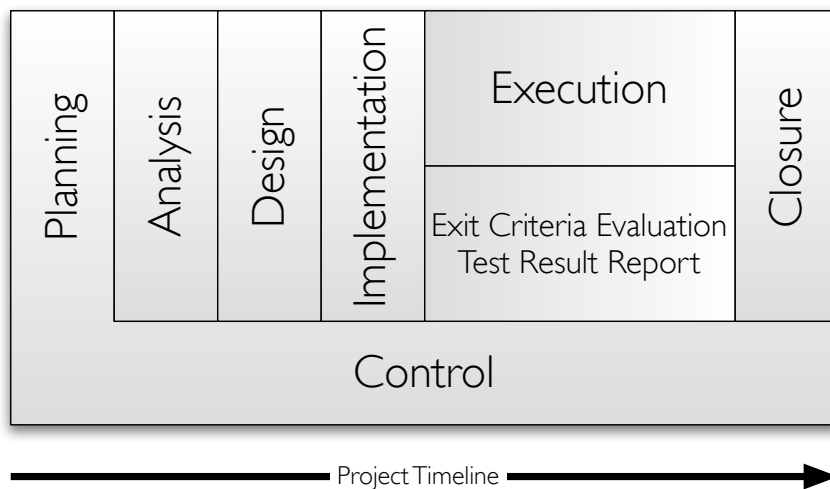 Planning
Analysis
Design
Implementation
Execution
Exit Criteria Evaluation
Test Result Report
Closure
Control
Project Timeline